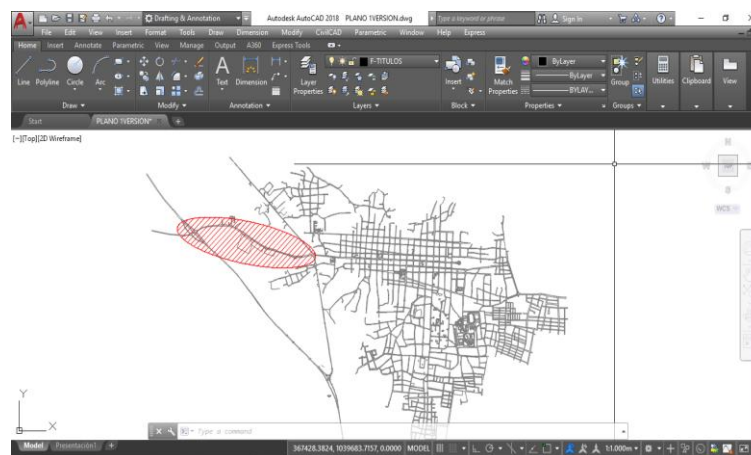 Drafting & Annotation
Autodesk AutoCAD 2018 PLANO 1VERSION.dwg
Type a keyword or phrase
Sign In
File Edit View Insert Format Tools Draw Dimension Modify CivilCAD Parametric Window Help Express
Home Insert Annotate Parametric View Manage Output A360 Express Tools
Line Polyline Circle Arc
Text Dimension
Layer Properties
F-TITULOS
Insert
Match Properties
ByLayer
ByLayer
BYLAY...
Group
Utilities
Clipboard
View
Draw Modify Annotation Layers Block Properties Groups
Start PLANO 1VERSION* +
[−][Top][2D Wireframe]
N
W
S
WCS
Y
X
Type a command
Model Presentación1 +
367428.3824, 1039683.7157, 0.0000 MODEL
1:1.000m